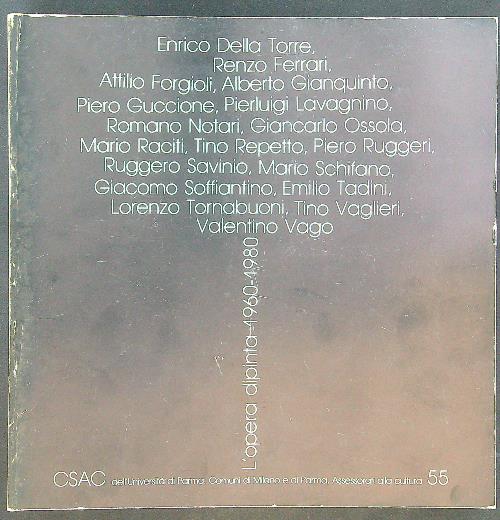 Enrico Della Torre,
Renzo Ferrari,
Attilio Forgioli, Alberto Gianquinto,
Piero Guccione, Pierluigi Lavagnino,
Romano Notari, Giancarlo Ossola,
Mario Raciti, Tino Repetto, Piero Ruggeri,
Ruggero Savinio, Mario Schifano,
Giacomo Soffiantino, Emilio Tadini,
Lorenzo Tornabuoni, Tino Vaglieri,
Valentino Vago
L'opera dipinta 1960-1980
CSAC dell'Università di Parma. Comuni di Milano e di Parma. Assessorati alla cultura 55